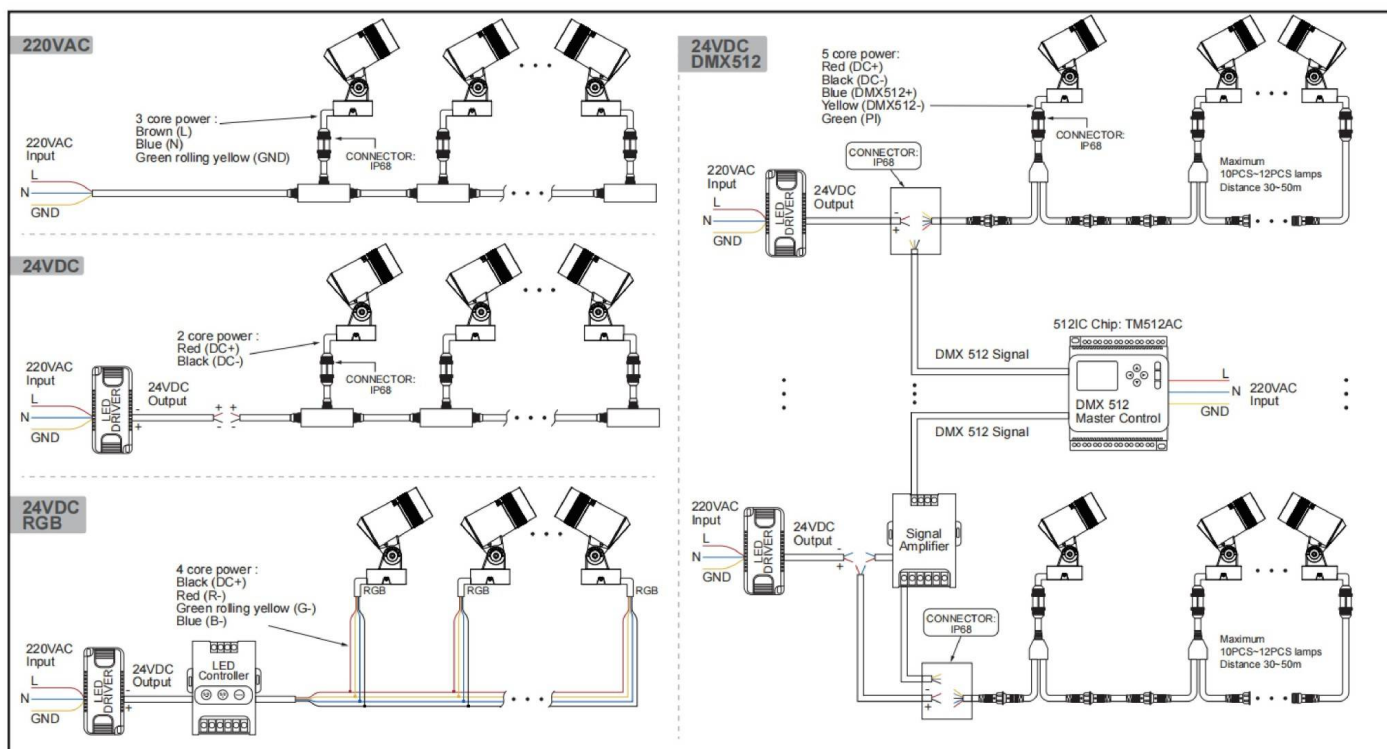 220VAC
3 core power :
Brown (L)
Blue (N)
Green rolling yellow (GND)
CONNECTOR:
IP68
220VAC
Input
L
N
GND
24VDC
2 core power :
Red (DC+)
Black (DC-)
CONNECTOR:
IP68
220VAC
Input
L
N
GND
LED
DRIVER
-
+
24VDC
Output
+ +
- -
24VDC
RGB
4 core power :
Black (DC+)
Red (R-)
Green rolling yellow (G-)
Blue (B-)
RGB
RGB
RGB
220VAC
Input
L
N
GND
LED
DRIVER
-
+
24VDC
Output
LED
Controller
24VDC
DMX512
5 core power:
Red (DC+)
Black (DC-)
Blue (DMX512+)
Yellow (DMX512-)
Green (PI)
CONNECTOR:
IP68
CONNECTOR:
IP68
Maximum
10PCS~12PCS lamps
Distance 30~50m
220VAC
Input
L
N
GND
LED
DRIVER
24VDC
Output
-
+
512IC Chip: TM512AC
DMX 512 Signal
DMX 512
Master Control
L
N
GND
220VAC
Input
DMX 512 Signal
220VAC
Input
L
N
GND
LED
DRIVER
24VDC
Output
-
+
Signal
Amplifier
CONNECTOR:
IP68
-
+
Maximum
10PCS~12PCS lamps
Distance 30~50m